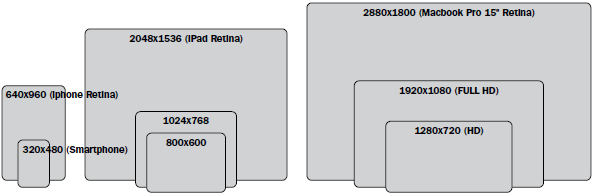 640x960 (Iphone Retina)
320x480 (Smartphone)
2048x1536 (iPad Retina)
1024x768
800x600
2880x1800 (Macbook Pro 15" Retina)
1920x1080 (FULL HD)
1280x720 (HD)